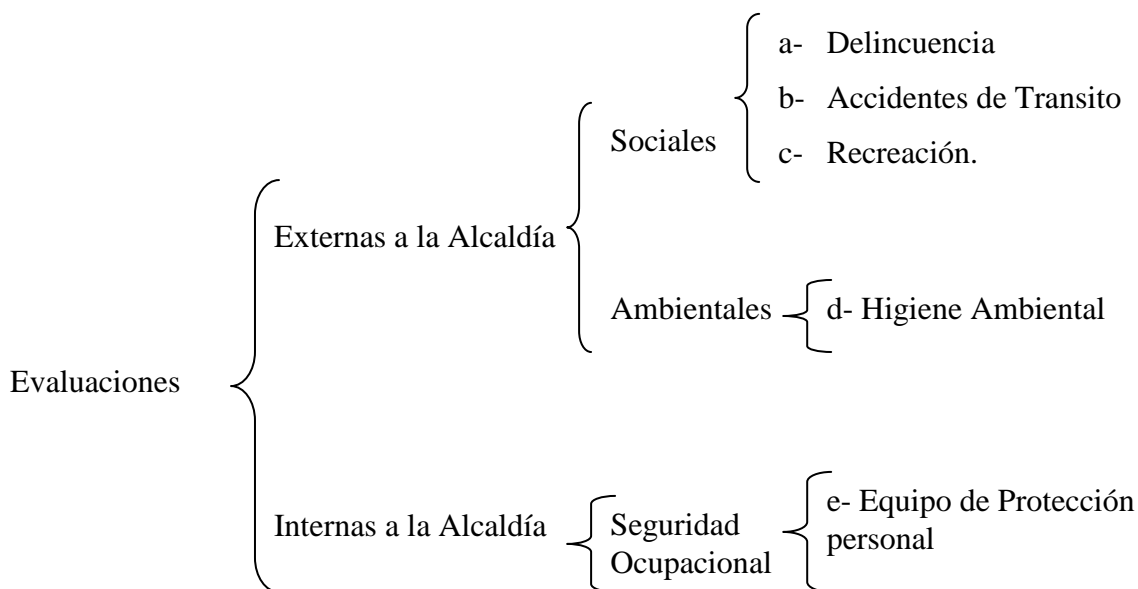 a- Delincuencia
b- Accidentes de Transito
Sociales
c- Recreación.
Externas a la Alcaldía
Ambientales
d- Higiene Ambiental
Evaluaciones
e- Equipo de Protección
personal
Internas a la Alcaldía
Seguridad
Ocupacional